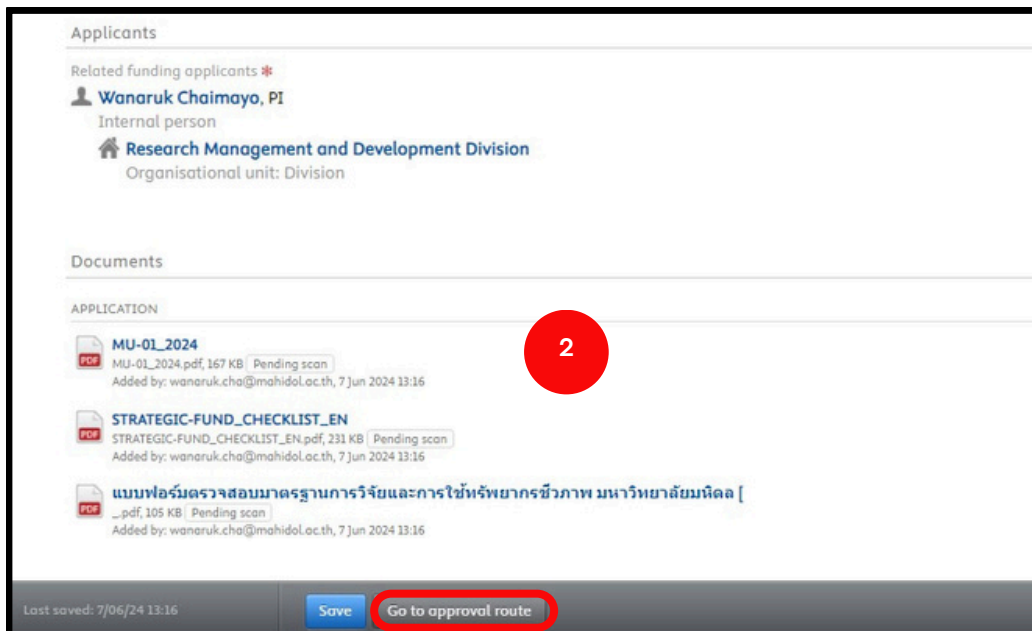 Applicants
Related funding applicants *
Wanaruk Chaimayo, PI
Internal person
Research Management and Development Division
Organisational unit: Division
Documents
APPLICATION
MU-01_2024
PDF
MU-01_2024.pdf, 167 KB Pending scan
Added by: wanaruk.cha@mahidol.ac.th, 7 Jun 2024 13:16
2
STRATEGIC-FUND_CHECKLIST_EN
PDF
STRATEGIC-FUND_CHECKLIST_EN.pdf, 231 KB Pending scan
Added by: wanaruk.cha@mahidol.ac.th, 7 Jun 2024 13:16
แบบฟอร์มตรวจสอบมาตรฐานการวิจัยและการใช้ทรัพยากรชีวภาพ มหาวิทยาลัยมหิดล [
PDF
_.pdf, 105 KB Pending scan
Added by: wanaruk.cha@mahidol.ac.th, 7 Jun 2024 13:16
Last saved: 7/06/24 13:16
Save
Go to approval route